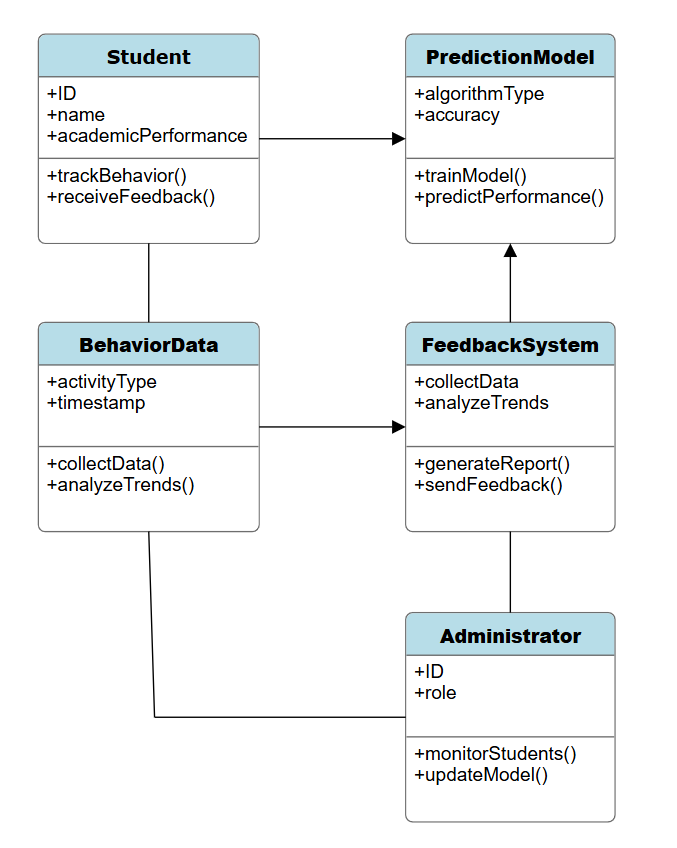 Student
+ID
+name
+academicPerformance
+trackBehavior()
+receiveFeedback()
PredictionModel
+algorithmType
+accuracy
+trainModel()
+predictPerformance()
BehaviorData
+activityType
+timestamp
+collectData()
+analyzeTrends()
FeedbackSystem
+collectData
+analyzeTrends
+generateReport()
+sendFeedback()
Administrator
+ID
+role
+monitorStudents()
+updateModel()